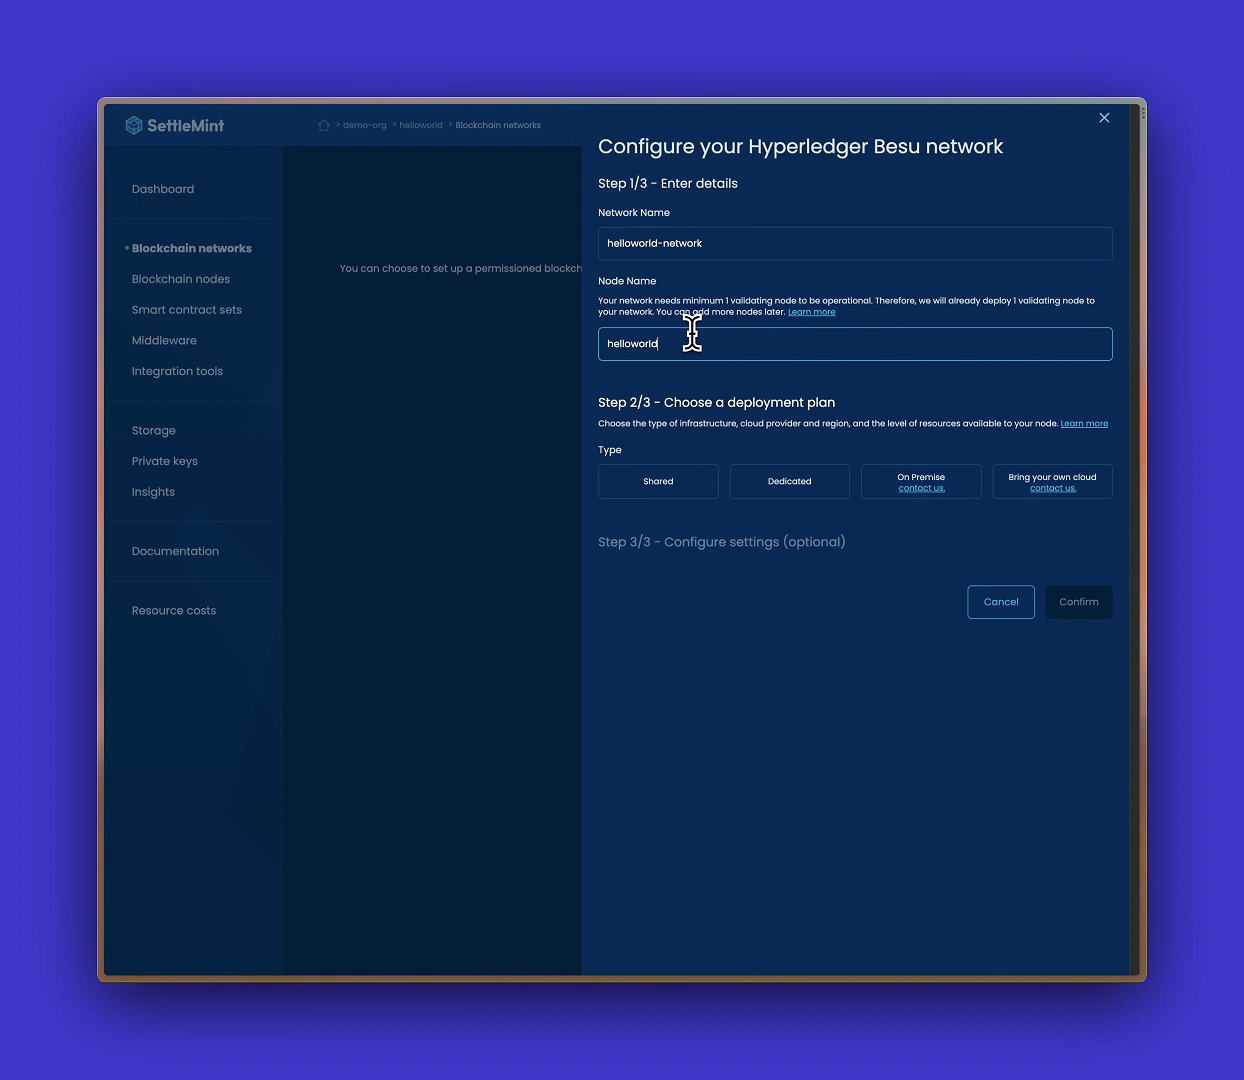 SettleMint
> demo-org > helloworld > Blockchain networks
Dashboard
Blockchain networks
Blockchain nodes
Smart contract sets
Middleware
Integration tools
Storage
Private keys
Insights
Documentation
Resource costs
You can choose to set up a permissioned blockch
Configure your Hyperledger Besu network
Step 1/3 - Enter details
Network Name
helloworld-network
Node Name
Your network needs minimum 1 validating node to be operational. Therefore, we will already deploy 1 validating node to
your network. You can add more nodes later. Learn more
helloworld
Step 2/3 - Choose a deployment plan
Choose the type of infrastructure, cloud provider and region, and the level of resources available to your node. Learn more
Type
Shared
Dedicated
On Premise
contact us.
Bring your own cloud
contact us.
Step 3/3 - Configure settings (optional)
Cancel
Confirm